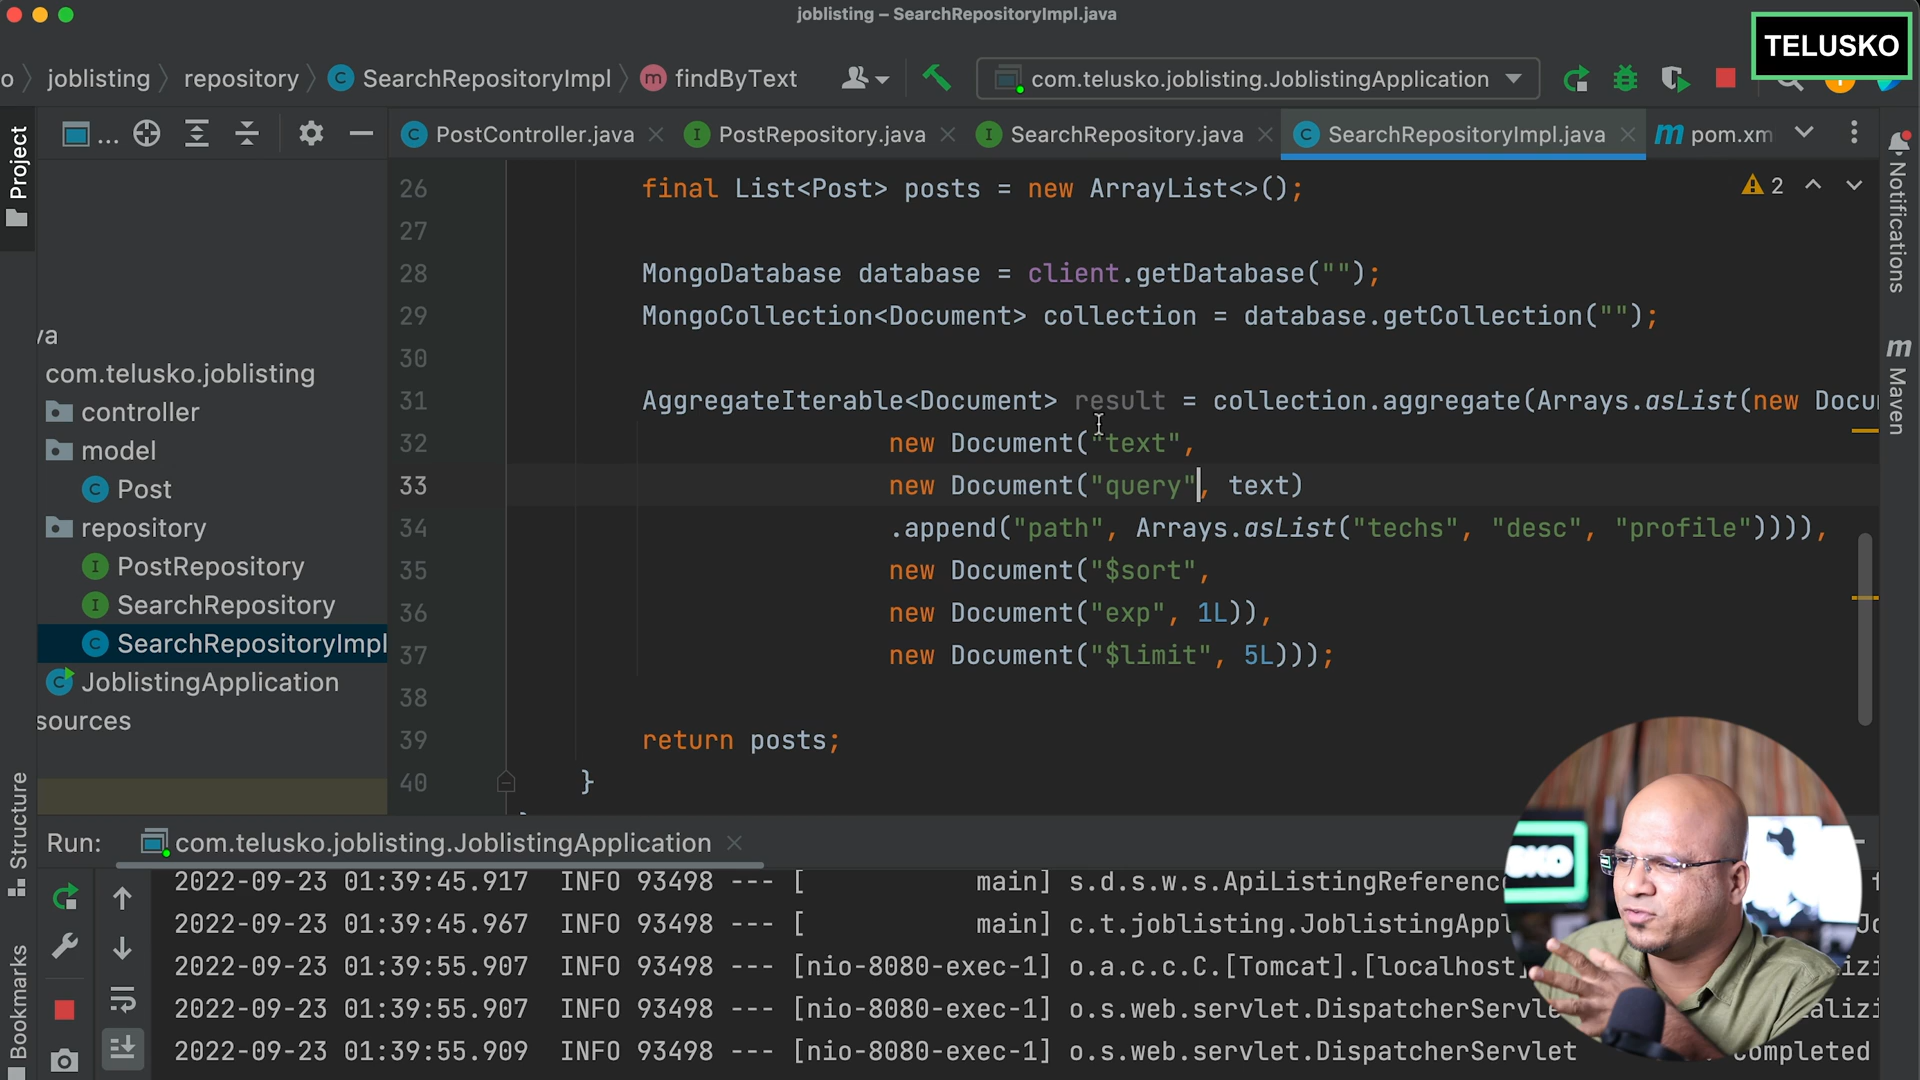 joblisting – SearchRepositoryImpl.java
TELUSKO
o joblisting repository SearchRepositoryImpl findByText com.telusko.joblisting.JoblistingApplication
Project ... PostController.java PostRepository.java SearchRepository.java SearchRepositoryImpl.java pom.xm
Notifications
Maven
Structure
Bookmarks
va
com.telusko.joblisting
controller
model
Post
repository
PostRepository
SearchRepository
SearchRepositoryImpl
JoblistingApplication
sources
2
26 final List<Post> posts = new ArrayList<>();
27
28 MongoDatabase database = client.getDatabase("");
29 MongoCollection<Document> collection = database.getCollection("");
30
31 AggregateIterable<Document> result = collection.aggregate(Arrays.asList(new Docu
32 new Document("text",
33 new Document("query", text)
34 .append("path", Arrays.asList("techs", "desc", "profile")))),
35 new Document("$sort",
36 new Document("exp", 1L)),
37 new Document("$limit", 5L)));
38
39 return posts;
40 }
Run: com.telusko.joblisting.JoblistingApplication
2022-09-23 01:39:45.917 INFO 93498 --- [ main] s.d.s.w.s.ApiListingReferenc
2022-09-23 01:39:45.967 INFO 93498 --- [ main] c.t.joblisting.JoblistingAppl
2022-09-23 01:39:55.907 INFO 93498 --- [nio-8080-exec-1] o.a.c.c.C.[Tomcat].[localhost]
2022-09-23 01:39:55.907 INFO 93498 --- [nio-8080-exec-1] o.s.web.servlet.DispatcherServle
2022-09-23 01:39:55.909 INFO 93498 --- [nio-8080-exec-1] o.s.web.servlet.DispatcherServlet completed